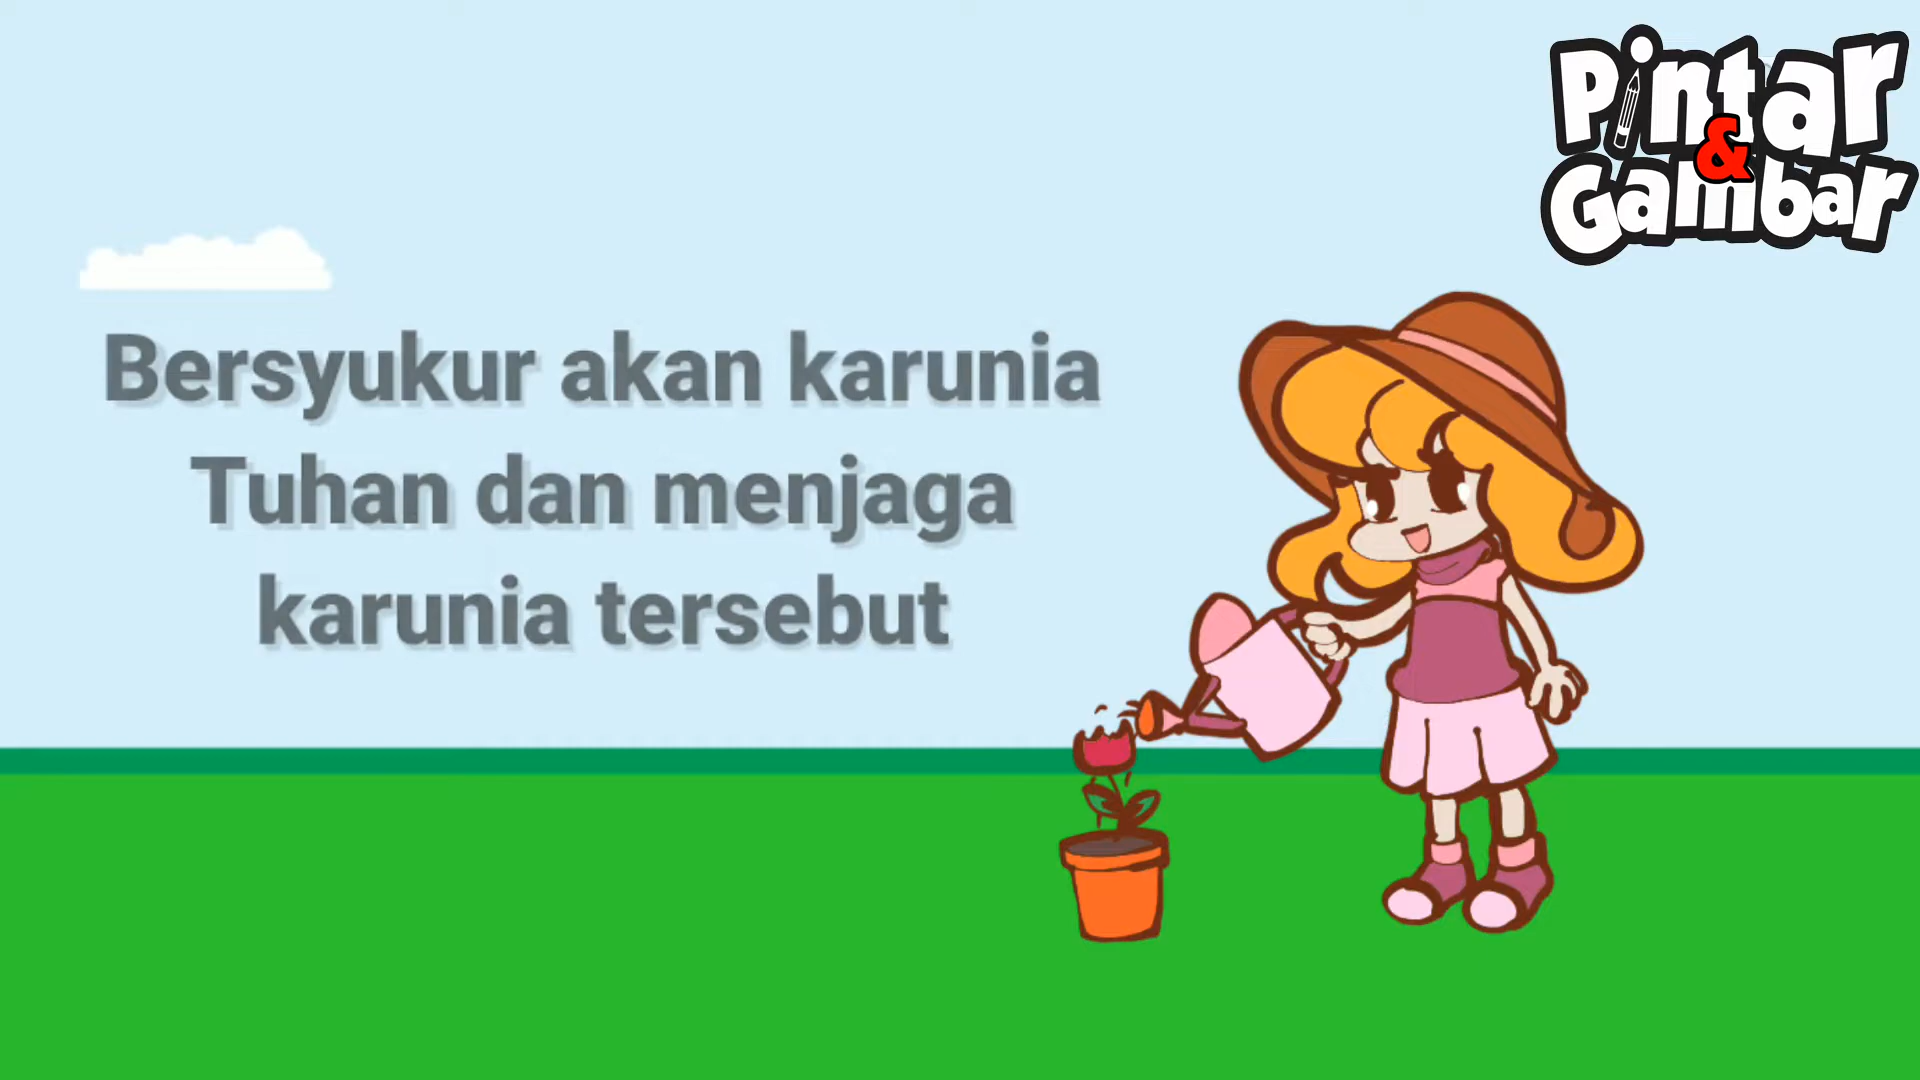 Pintar
&
Gambar
Bersyukur akan karunia
Tuhan dan menjaga
karunia tersebut